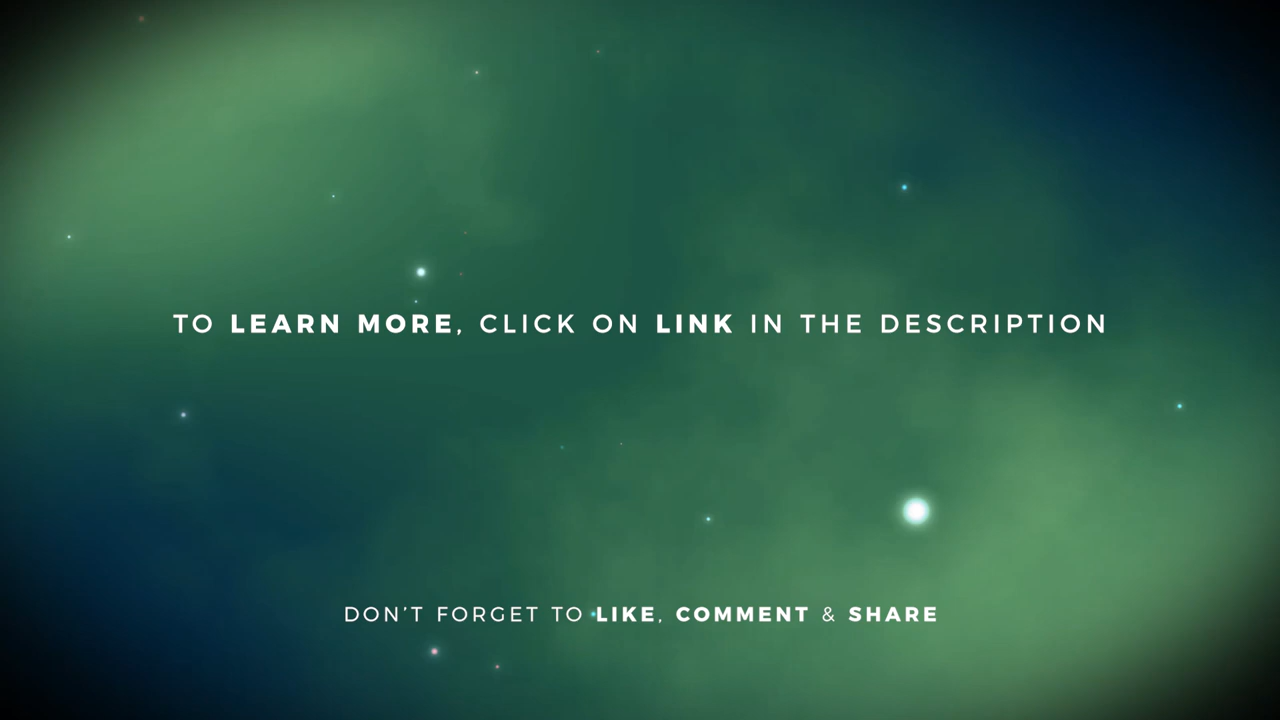 TO LEARN MORE, CLICK ON LINK IN THE DESCRIPTION
DON'T FORGET TO LIKE, COMMENT & SHARE